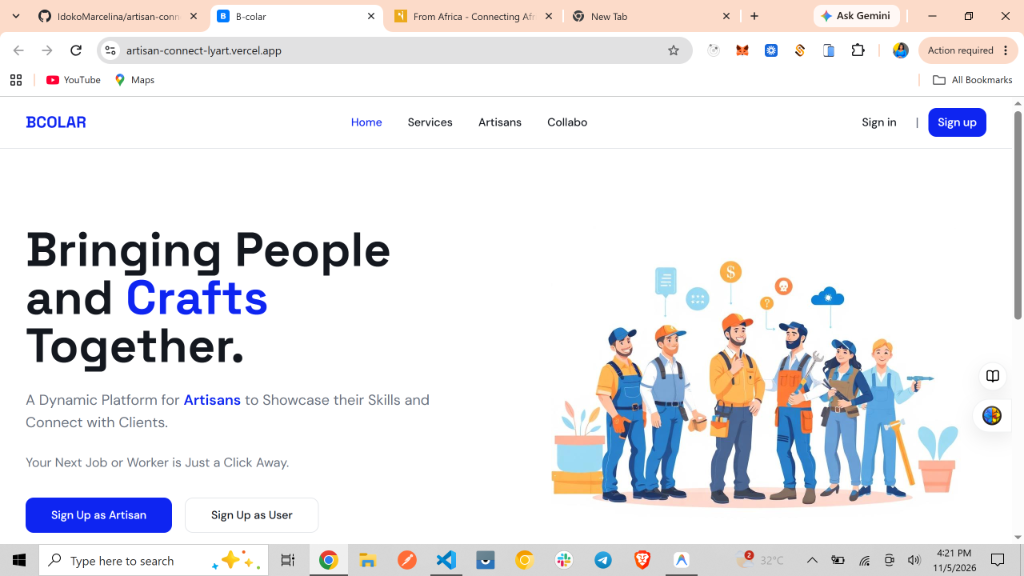 IdokoMarcelina/artisan-conn
B-colar
From Africa - Connecting Afr
New Tab
Ask Gemini
artisan-connect-lyart.vercel.app
Action required
YouTube
Maps
All Bookmarks
BCOLAR
Home
Services
Artisans
Collabo
Sign in
|
Sign up
Bringing People
and Crafts
Together.
A Dynamic Platform for Artisans to Showcase their Skills and
Connect with Clients.
Your Next Job or Worker is Just a Click Away.
Sign Up as Artisan
Sign Up as User
Type here to search
2
32°C
4:21 PM
11/5/2026